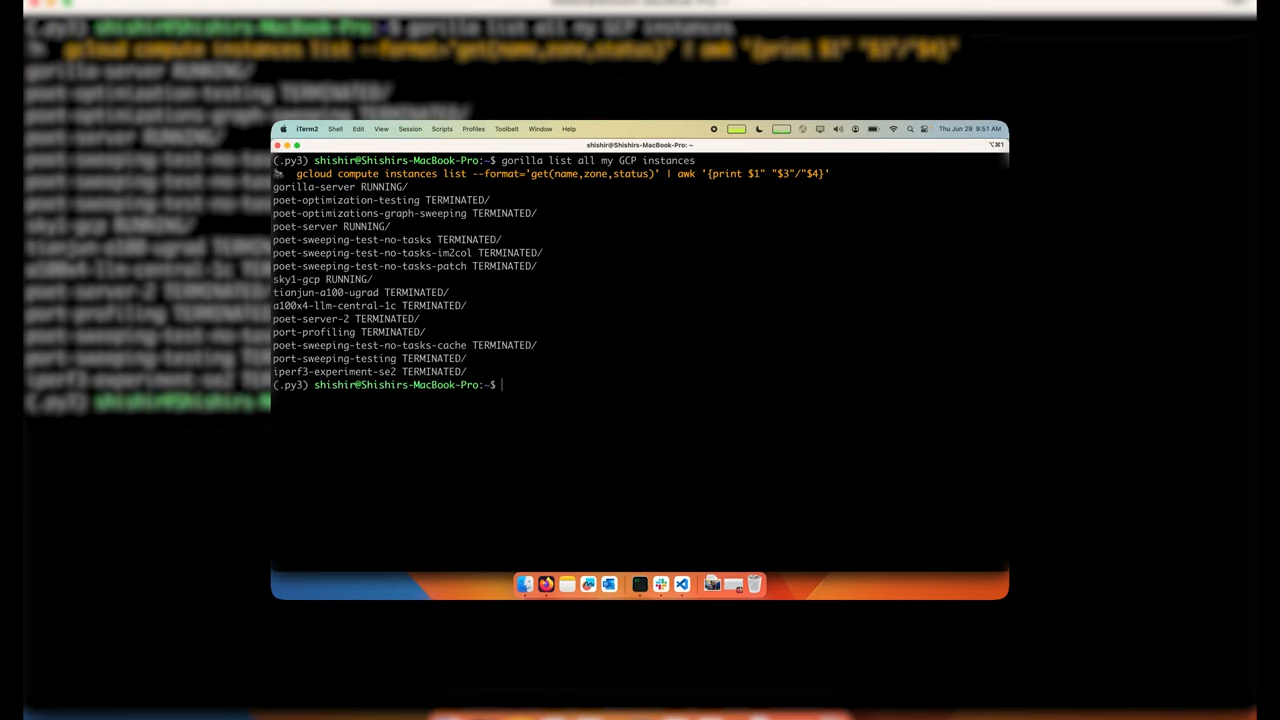 iTerm2 Shell Edit View Session Scripts Profiles Toolbelt Window Help Thu Jun 29 9:51 AM
shishir@Shishirs-MacBook-Pro: ~ ⌥⌘1
(.py3) shishir@Shishirs-MacBook-Pro:~$ gorilla list all my GCP instances
gcloud compute instances list --format='get(name,zone,status)' | awk '{print $1" "$3"/"$4}'
gorilla-server RUNNING/
poet-optimization-testing TERMINATED/
poet-optimizations-graph-sweeping TERMINATED/
poet-server RUNNING/
poet-sweeping-test-no-tasks TERMINATED/
poet-sweeping-test-no-tasks-im2col TERMINATED/
poet-sweeping-test-no-tasks-patch TERMINATED/
sky1-gcp RUNNING/
tianjun-a100-ugrad TERMINATED/
a100x4-llm-central-1c TERMINATED/
poet-server-2 TERMINATED/
port-profiling TERMINATED/
poet-sweeping-test-no-tasks-cache TERMINATED/
port-sweeping-testing TERMINATED/
iperf3-experiment-se2 TERMINATED/
(.py3) shishir@Shishirs-MacBook-Pro:~$